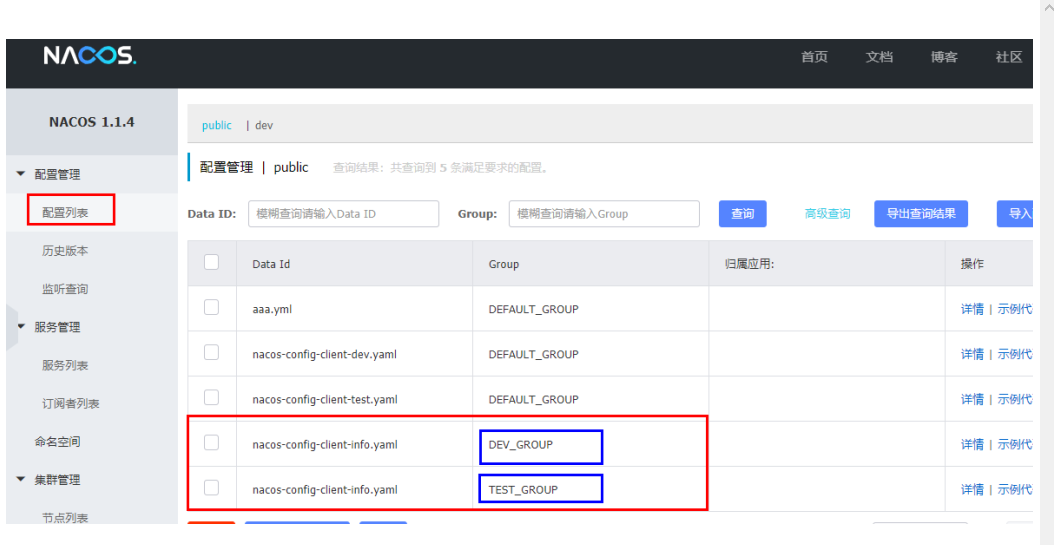 NACOS.
首页 文档 博客 社区
NACOS 1.1.4
public | dev
配置管理
配置管理 | public 查询结果：共查询到 5 条满足要求的配置。
配置列表
Data ID: 模糊查询请输入Data ID Group: 模糊查询请输入Group 查询 高级查询 导出查询结果 导入
历史版本
Data Id Group 归属应用: 操作
监听查询
aaa.yml DEFAULT_GROUP 详情 | 示例代
服务管理
nacos-config-client-dev.yaml DEFAULT_GROUP 详情 | 示例代
服务列表
nacos-config-client-test.yaml DEFAULT_GROUP 详情 | 示例代
订阅者列表
命名空间
nacos-config-client-info.yaml DEV_GROUP 详情 | 示例代
集群管理
nacos-config-client-info.yaml TEST_GROUP 详情 | 示例代
节点列表